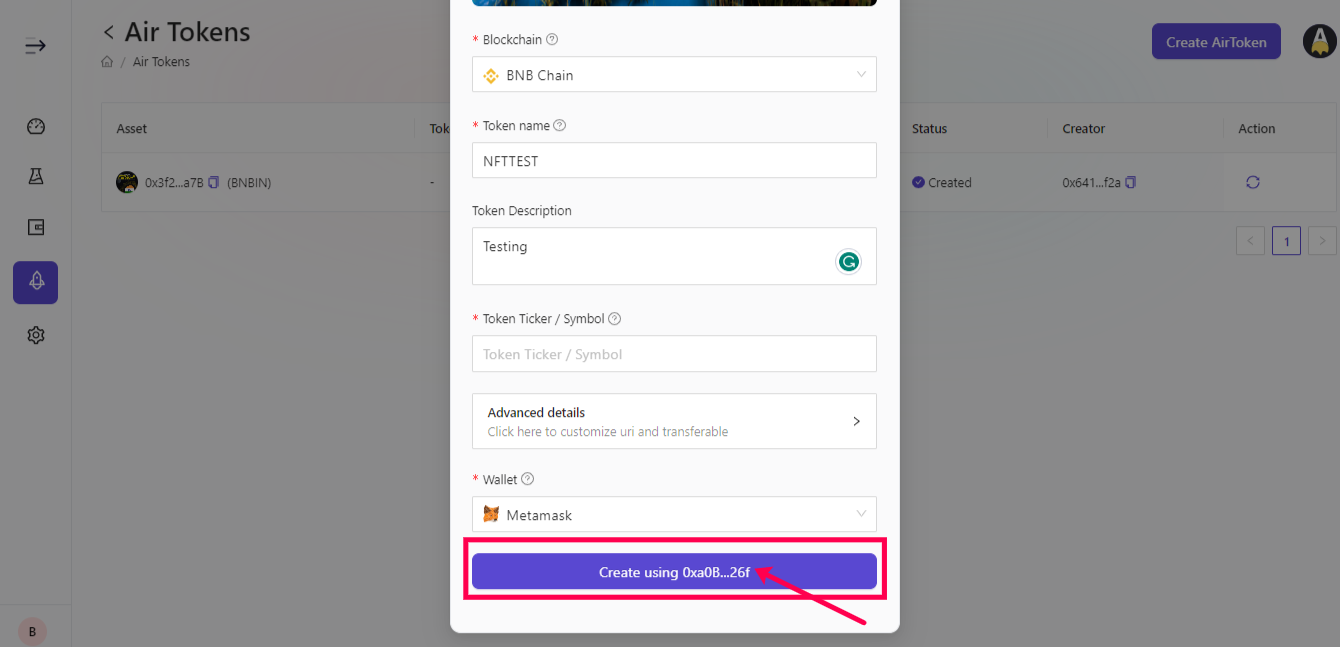 Air Tokens
Create AirToken
/ Air Tokens
Asset
Tok
Status
Creator
Action
0x3f2...a7B (BNBIN)
-
Created
0x641...f2a
< 1 >
* Blockchain ?
BNB Chain
* Token name ?
NFTTEST
Token Description
Testing
* Token Ticker / Symbol ?
Token Ticker / Symbol
Advanced details
Click here to customize uri and transferable
* Wallet ?
Metamask
Create using 0xa0B...26f
B